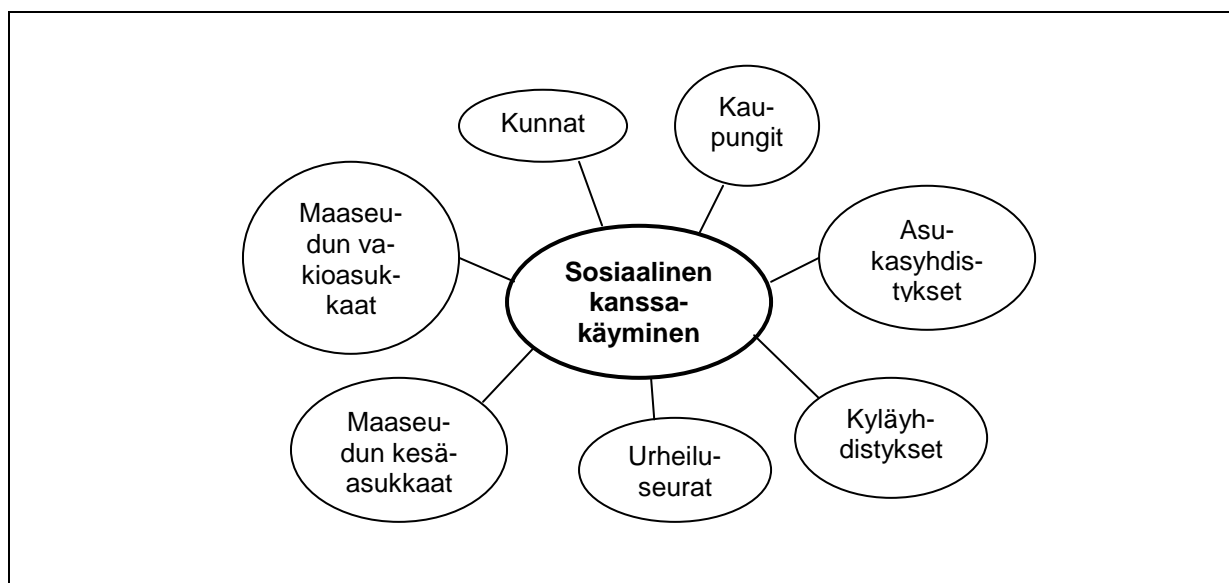 Kunnat
Kau-
pungit
Maaseu-
dun va-
kioasuk-
kaat
Asu-
kasyhdis-
tykset
Sosiaalinen
kanssa-
käyminen
Maaseu-
dun kesä-
asukkaat
Urheilu-
seurat
Kyläyh-
distykset